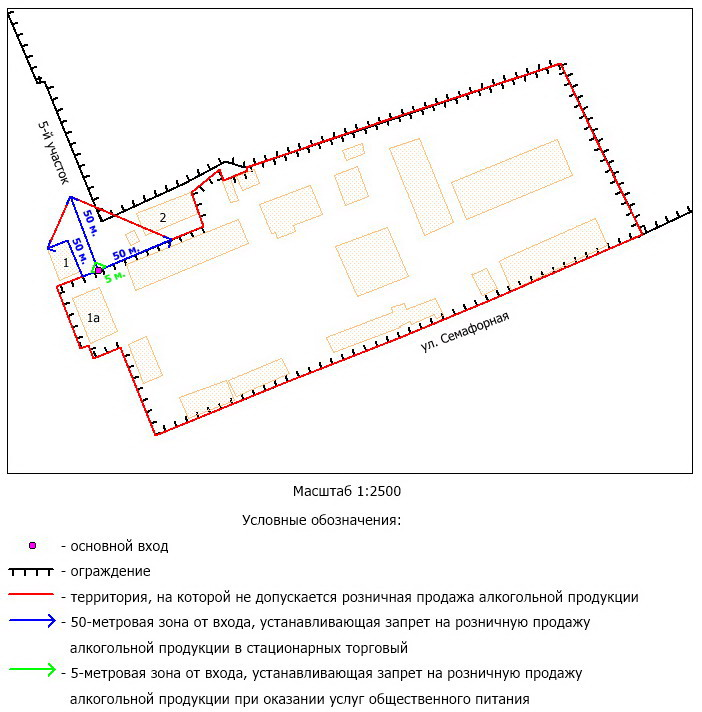 5-й участок
2
50 м.
50 м.
50 м.
1
5 м.
1а
ул. Семафорная
Масштаб 1:2500
Условные обозначения:
- основной вход
- ограждение
- территория, на которой не допускается розничная продажа алкогольной продукции
- 50-метровая зона от входа, устанавливающая запрет на розничную продажу
алкогольной продукции в стационарных торговый
- 5-метровая зона от входа, устанавливающая запрет на розничную продажу
алкогольной продукции при оказании услуг общественного питания